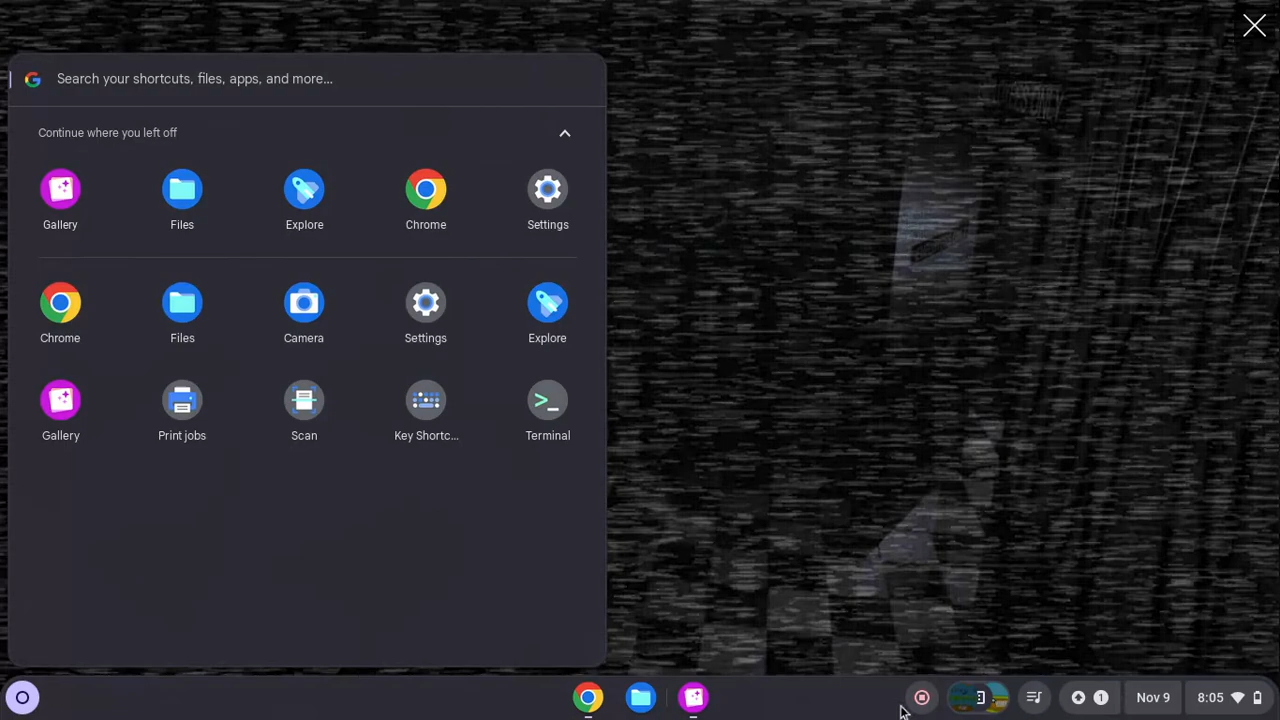 Search your shortcuts, files, apps, and more...
Continue where you left off
Gallery Files Explore Chrome Settings
Chrome Files Camera Settings Explore
Gallery Print jobs Scan Key Shortc... Terminal
1 Nov 9 8:05